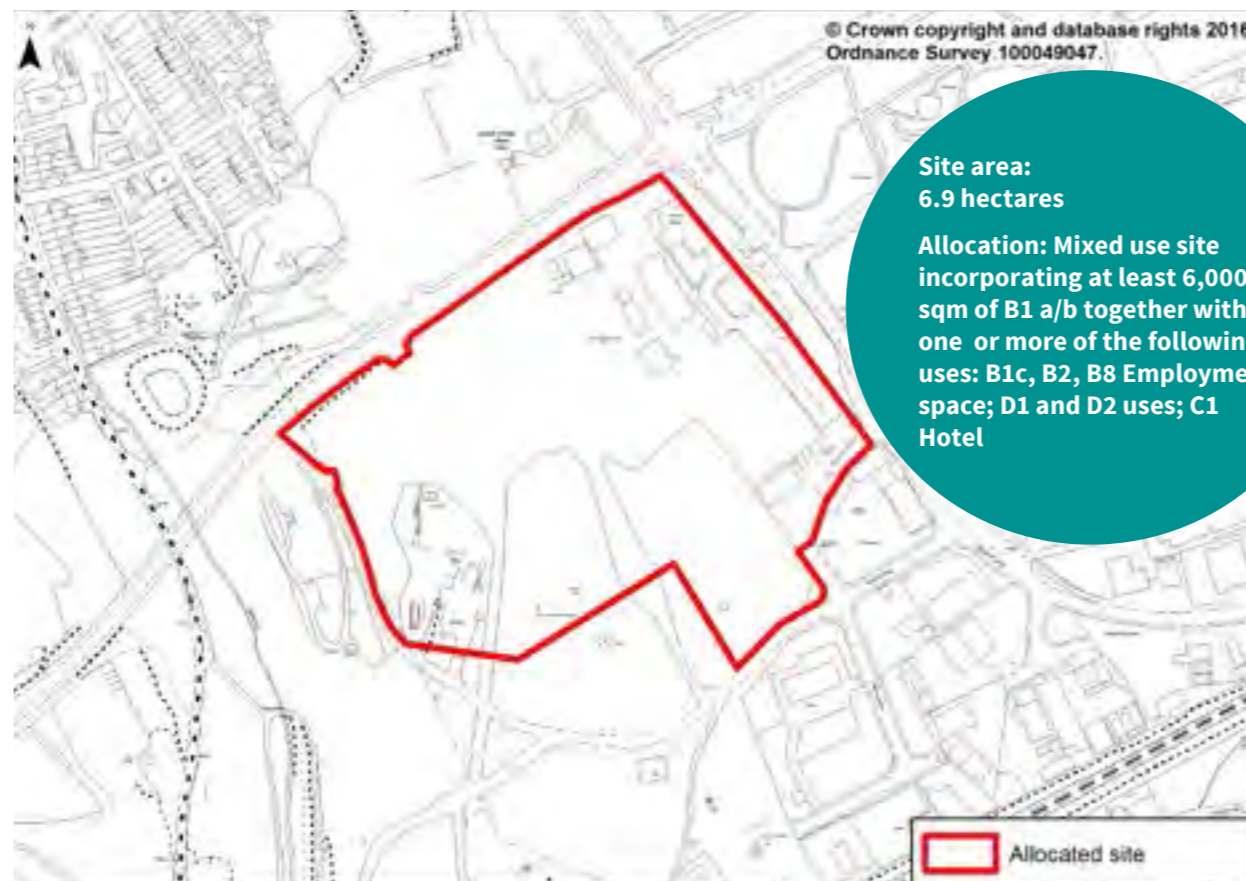 © Crown copyright and database rights 2016
Ordnance Survey 100049047.
Site area:
6.9 hectares
Allocation: Mixed use site
incorporating at least 6,000
sqm of B1 a/b together with
one or more of the followin
uses: B1c, B2, B8 Employme
space; D1 and D2 uses; C1
Hotel
Allocated site